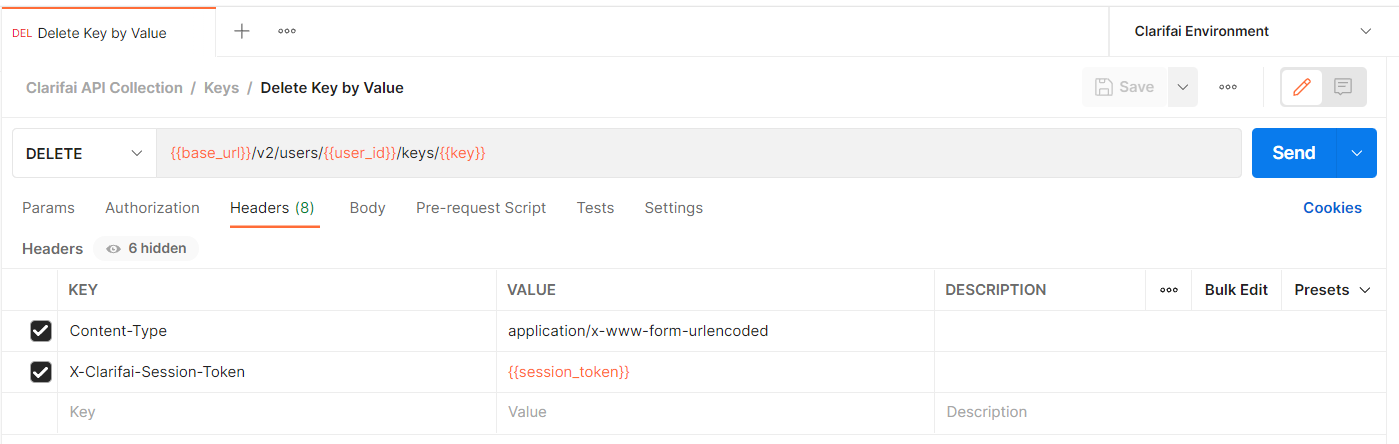 DEL Delete Key by Value
Clarifai Environment
Clarifai API Collection / Keys / Delete Key by Value
Save
DELETE
{{base_url}}/v2/users/{{user_id}}/keys/{{key}}
Send
Params Authorization Headers (8) Body Pre-request Script Tests Settings Cookies
Headers 6 hidden
KEY VALUE DESCRIPTION Bulk Edit Presets
Content-Type application/x-www-form-urlencoded
X-Clarifai-Session-Token {{session_token}}
Key Value Description